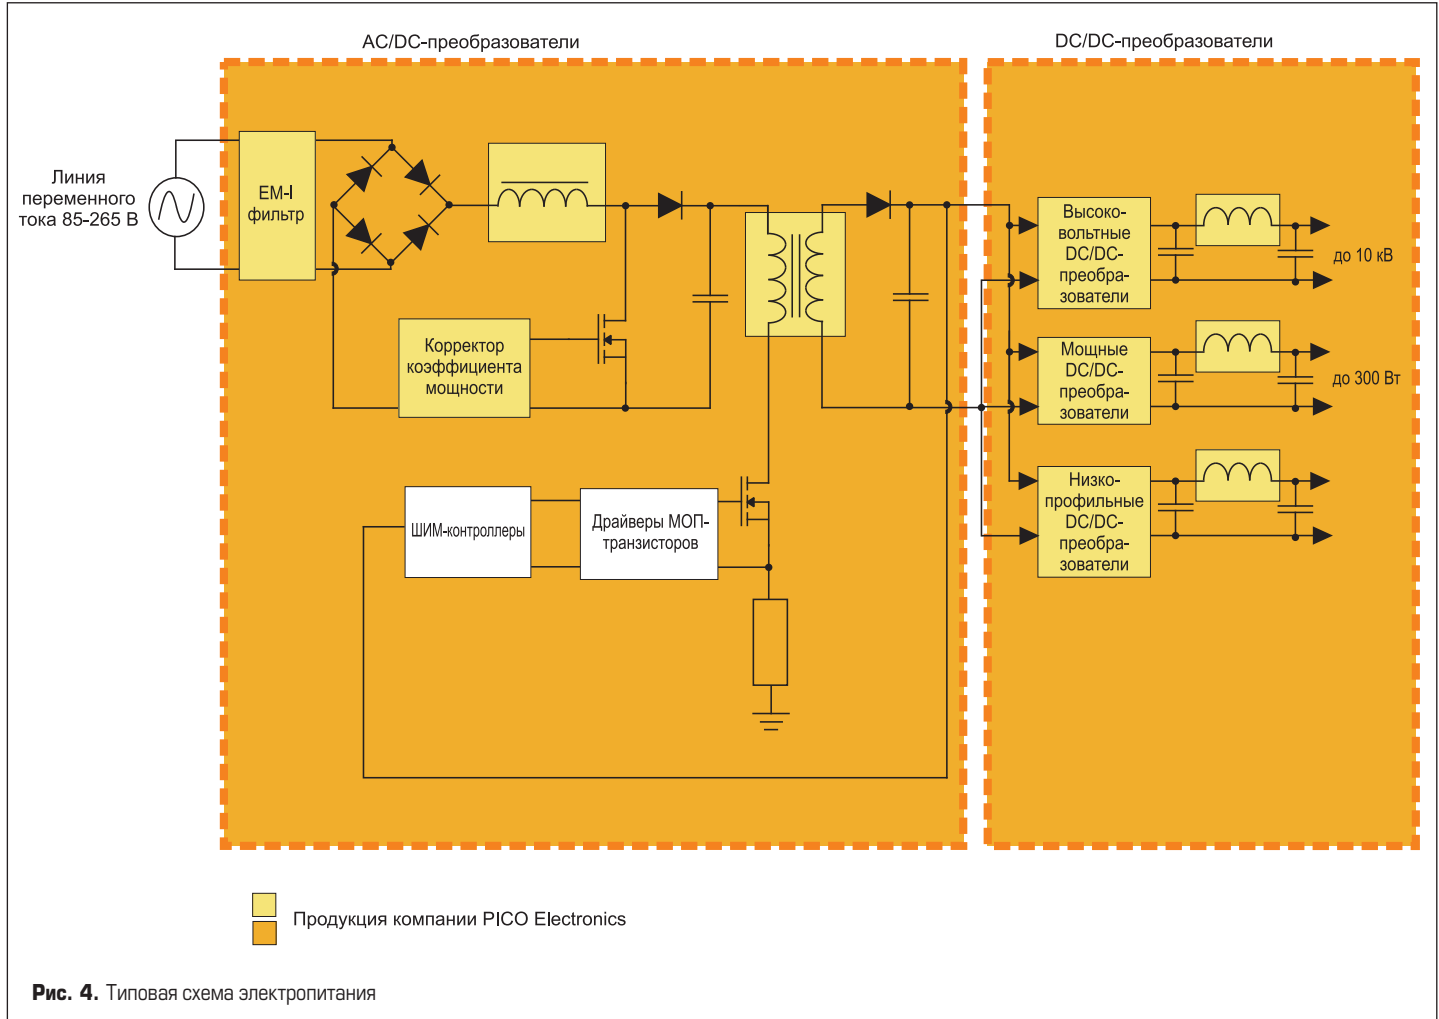 AC/DC-преобразователи
DC/DC-преобразователи
Линия
переменного
тока 85-265 В
EM-I
фильтр
Корректор
коэффициента
мощности
ШИМ-контроллеры
Драйверы МОП-
транзисторов
Высоко-
вольтные
DC/DC-
преобра-
зователи
до 10 кВ
Мощные
DC/DC-
преобра-
зователи
до 300 Вт
Низко-
профильные
DC/DC-
преобра-
зователи
Продукция компании PICO Electronics
Рис. 4. Типовая схема электропитания